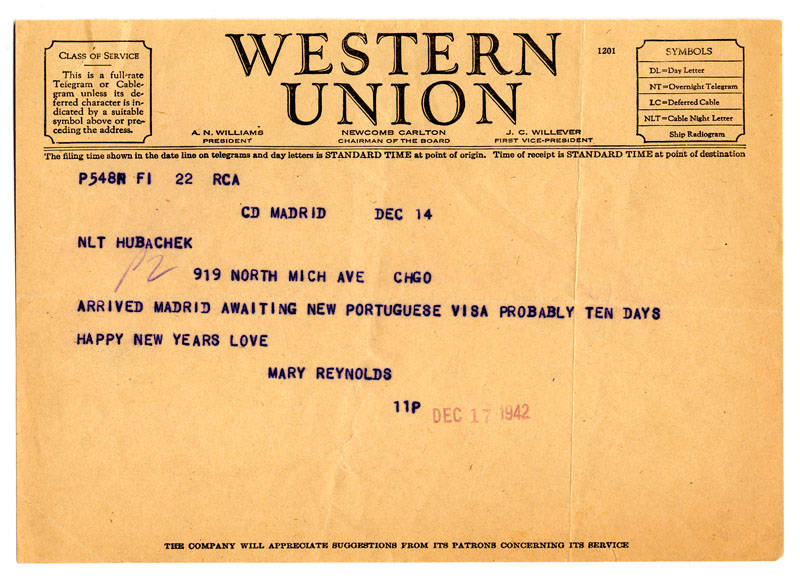 CLASS OF SERVICE
This is a full-rate
Telegram or Cable-
gram unless its de-
ferred character is in-
dicated by a suitable
symbol above or pre-
ceding the address.
WESTERN
UNION
A. N. WILLIAMS
PRESIDENT
NEWCOMB CARLTON
CHAIRMAN OF THE BOARD
J. C. WILLEVER
FIRST VICE-PRESIDENT
1201
SYMBOLS
DL=Day Letter
NT=Overnight Telegram
LC=Deferred Cable
NLT=Cable Night Letter
Ship Radiogram
The filing time shown in the date line on telegrams and day letters is STANDARD TIME at point of origin. Time of receipt is STANDARD TIME at point of destination
P548N FI 22 RCA
CD MADRID DEC 14
NLT HUBACHEK
919 NORTH MICH AVE CHGO
ARRIVED MADRID AWAITING NEW PORTUGUESE VISA PROBABLY TEN DAYS
HAPPY NEW YEARS LOVE
MARY REYNOLDS
11P DEC 17 1942
THE COMPANY WILL APPRECIATE SUGGESTIONS FROM ITS PATRONS CONCERNING ITS SERVICE